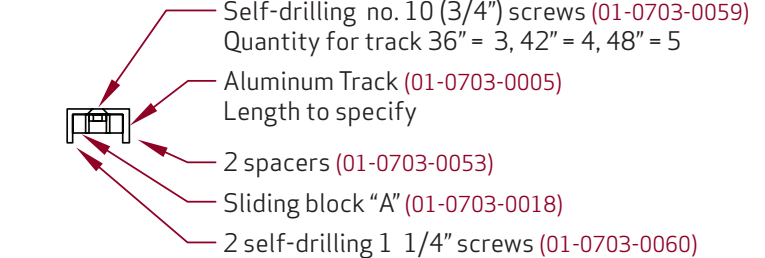 Self-drilling no. 10 (3/4”) screws (01-0703-0059)
Quantity for track 36” = 3, 42” = 4, 48” = 5
Aluminum Track (01-0703-0005)
Length to specify
2 spacers (01-0703-0053)
Sliding block “A” (01-0703-0018)
2 self-drilling 1 1/4” screws (01-0703-0060)